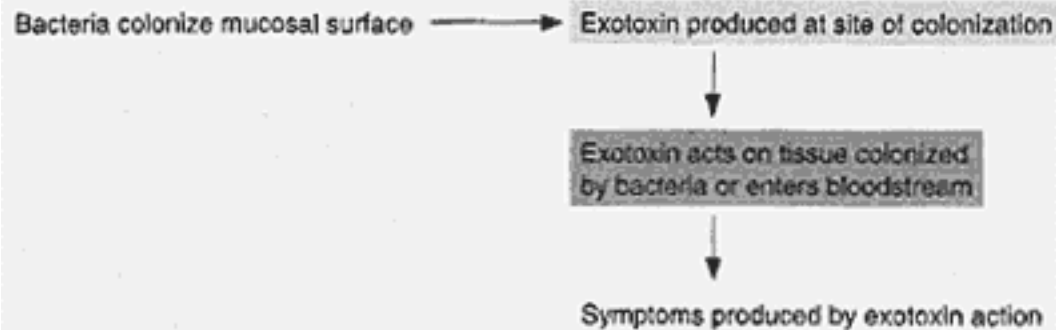 Bacteria colonize mucosal surface
Exotoxin produced at site of colonization
Exotoxin acts on tissue colonized
by bacteria or enters bloodstream
Symptoms produced by exotoxin action